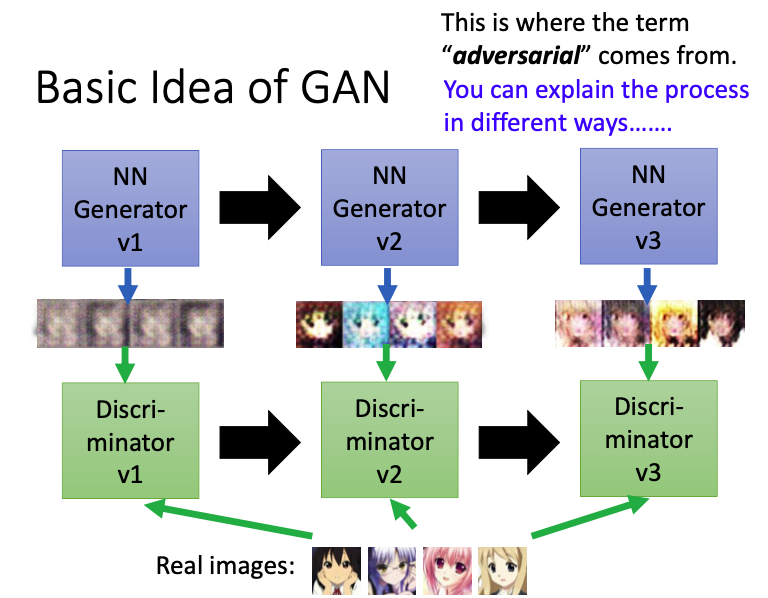 This is where the term
“adversarial” comes from.
Basic Idea of GAN
You can explain the process
in different ways…….
NN
Generator
v1
NN
Generator
v2
NN
Generator
v3
Discri-
minator
v1
Discri-
minator
v2
Discri-
minator
v3
Real images: